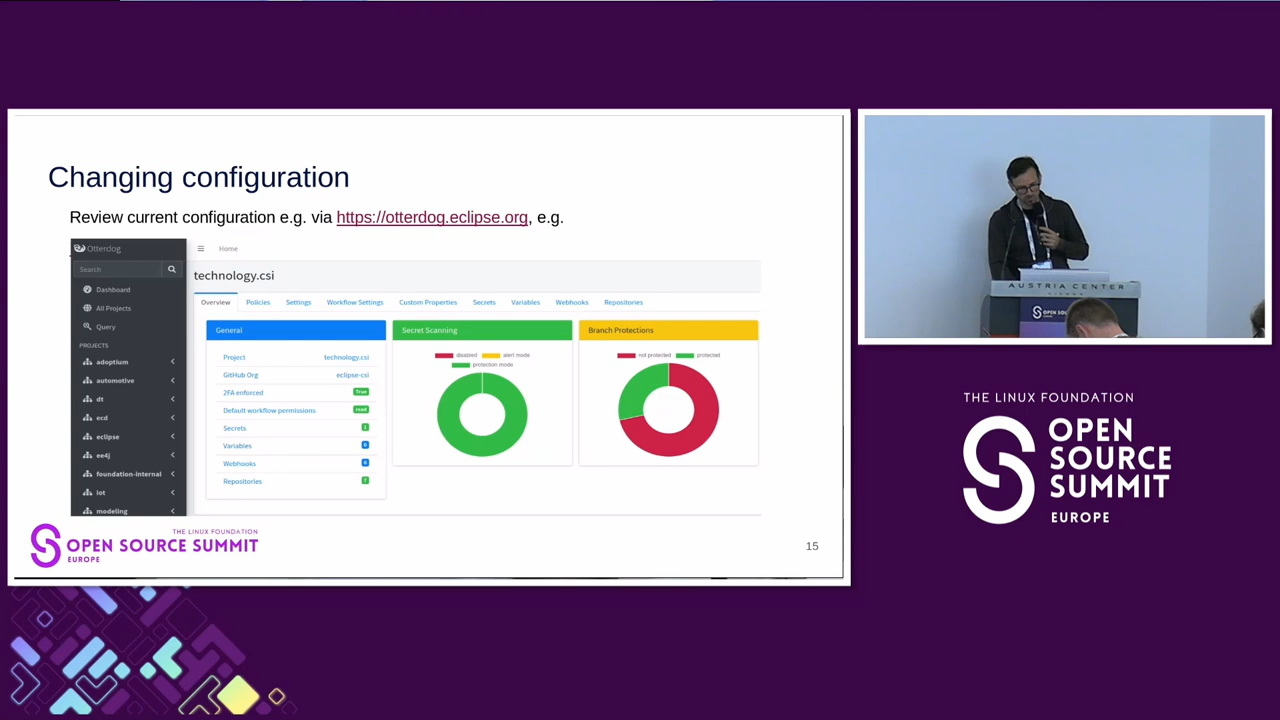 Changing configuration
Review current configuration e.g. via https://otterdog.eclipse.org, e.g.
Otterdog
Home
Search
technology.csi
Dashboard
All Projects
Query
PROJECTS
adoptium
automotive
dt
ecd
eclipse
ee4j
foundation-internal
iot
modeling
Overview Policies Settings Workflow Settings Custom Properties Secrets Variables Webhooks Repositories
General
Project technology.csi
GitHub Org eclipse-csi
2FA enforced True
Default workflow permissions read
Secrets 1
Variables 0
Webhooks 0
Repositories 7
Secret Scanning
disabled alert mode
protection mode
Branch Protections
not protected protected
THE LINUX FOUNDATION
OPEN SOURCE SUMMIT
EUROPE
15
AUSTRIA CENTER
THE LINUX FOUNDATION
OPEN
SOURCE
SUMMIT
EUROPE